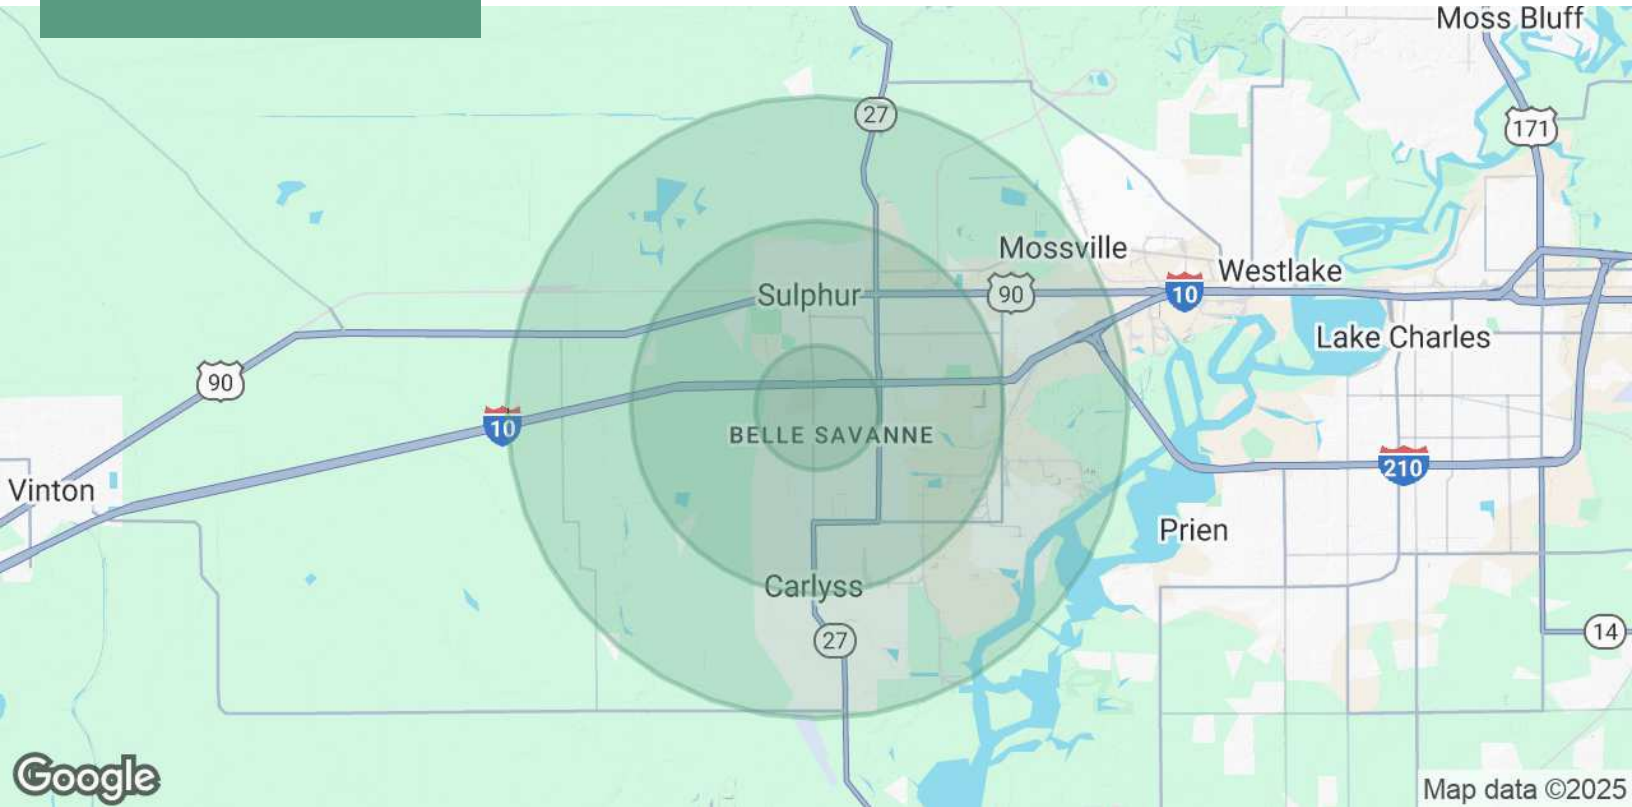 Moss Bluff
27
171
Mossville
Westlake
Sulphur
90
10
Lake Charles
90
10
BELLE SAVANNE
210
Vinton
Prien
Carlyss
27
14
Google
Map data ©2025